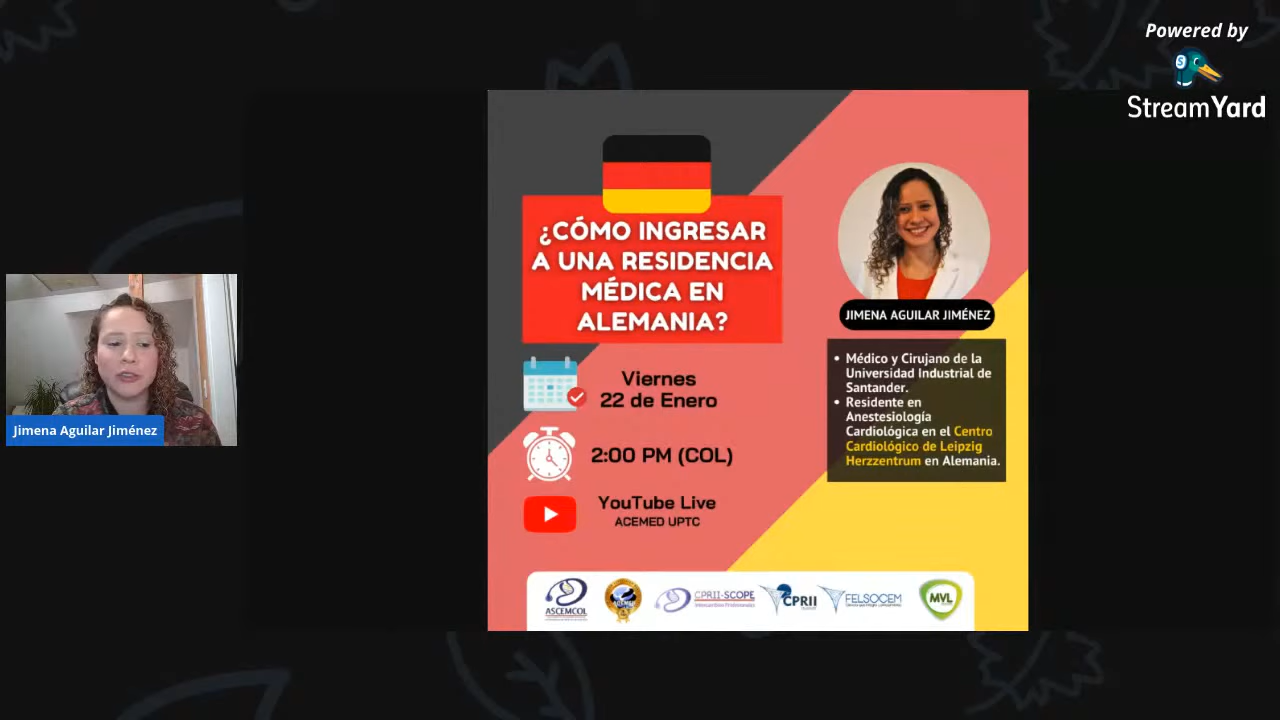 Powered by
StreamYard
¿CÓMO INGRESAR
A UNA RESIDENCIA
MÉDICA EN
ALEMANIA?
Viernes
22 de Enero
2:00 PM (COL)
YouTube Live
ACEMED UPTC
JIMENA AGUILAR JIMÉNEZ
• Médico y Cirujano de la
Universidad Industrial de
Santander.
• Residente en
Anestesiología
Cardiológica en el Centro
Cardiológico de Leipzig
Herzzentrum en Alemania.
Jimena Aguilar Jiménez
ASCEMCOL
CPRII-SCOPE
CPRII
FELSOCEM
MVL